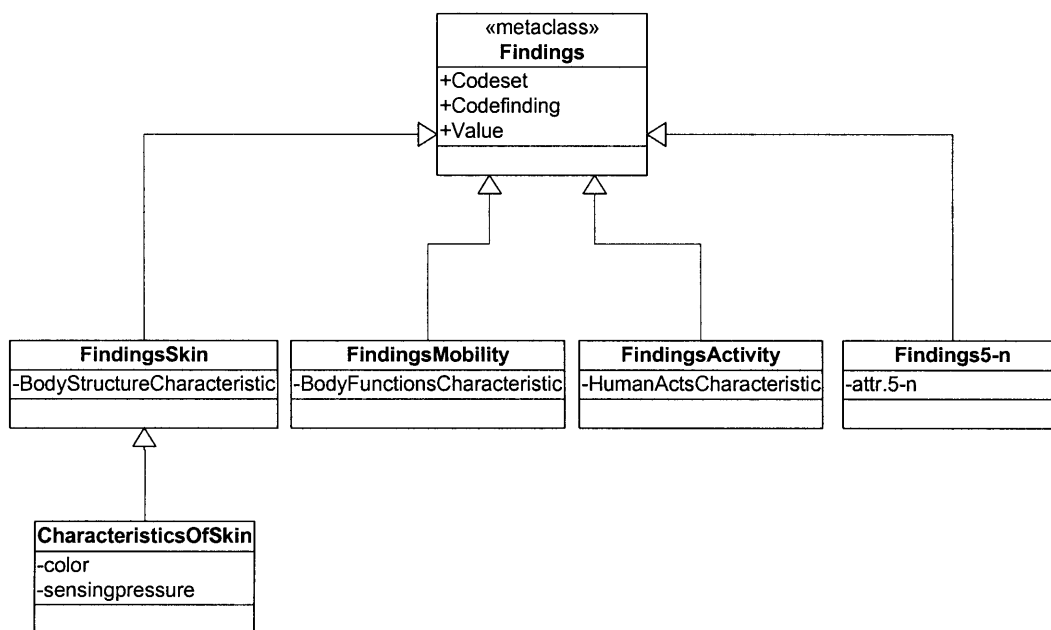 «metaclass»
Findings
+Codeset
+Codefinding
+Value
FindingsSkin
-BodyStructureCharacteristic
FindingsMobility
-BodyFunctionsCharacteristic
FindingsActivity
-HumanActsCharacteristic
Findings5-n
-attr.5-n
CharacteristicsOfSkin
-color
-sensingpressure